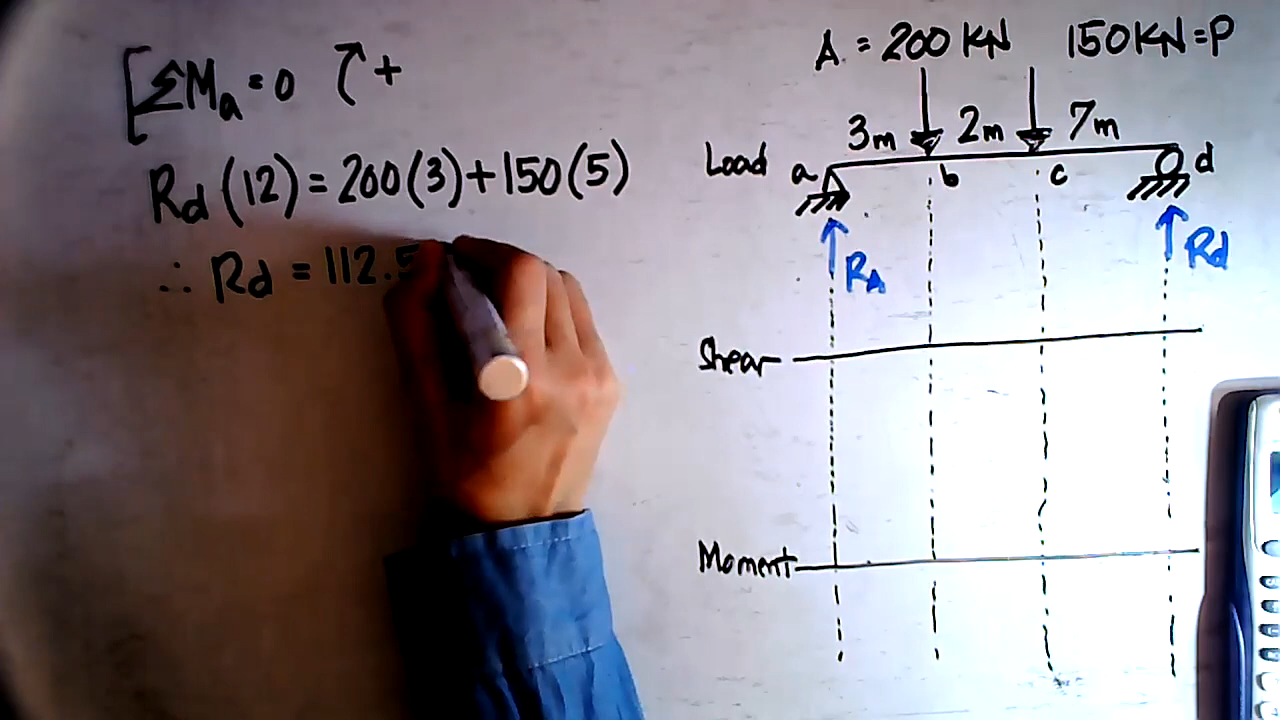 [ΣMa = 0 +
Rd (12) = 200 (3) + 150 (5)
∴ Rd = 112.5
A = 200 KN 150 KN = P
3m 2m 7m
Load a b c d
RA Rd
Shear
Moment